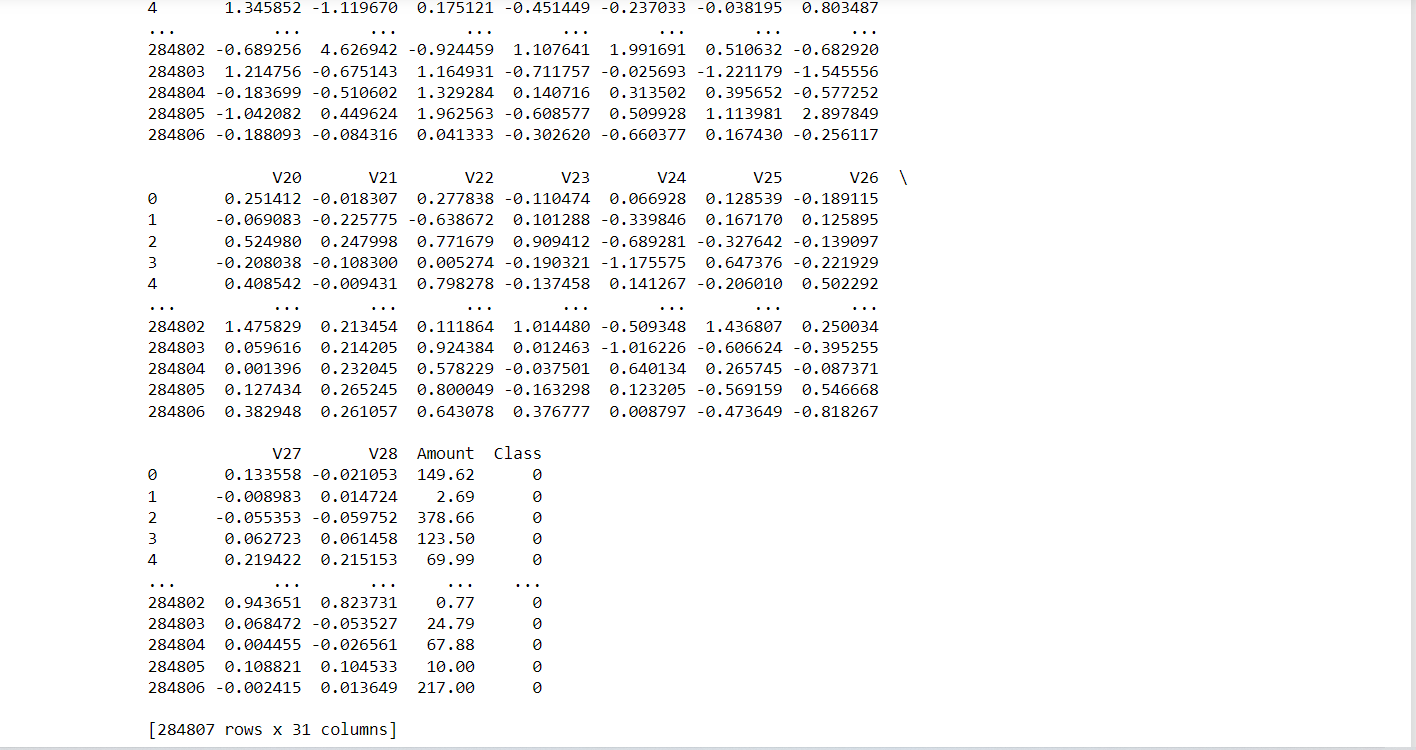 4       1.345852 -1.119670  0.175121 -0.451449 -0.237033 -0.038195  0.803487
...          ...       ...       ...       ...       ...       ...       ...
284802 -0.689256  4.626942 -0.924459  1.107641  1.991691  0.510632 -0.682920
284803  1.214756 -0.675143  1.164931 -0.711757 -0.025693 -1.221179 -1.545556
284804 -0.183699 -0.510602  1.329284  0.140716  0.313502  0.395652 -0.577252
284805 -1.042082  0.449624  1.962563 -0.608577  0.509928  1.113981  2.897849
284806 -0.188093 -0.084316  0.041333 -0.302620 -0.660377  0.167430 -0.256117
             V20       V21       V22       V23       V24       V25       V26  \
0       0.251412 -0.018307  0.277838 -0.110474  0.066928  0.128539 -0.189115
1      -0.069083 -0.225775 -0.638672  0.101288 -0.339846  0.167170  0.125895
2       0.524980  0.247998  0.771679  0.909412 -0.689281 -0.327642 -0.139097
3      -0.208038 -0.108300  0.005274 -0.190321 -1.175575  0.647376 -0.221929
4       0.408542 -0.009431  0.798278 -0.137458  0.141267 -0.206010  0.502292
...          ...       ...       ...       ...       ...       ...       ...
284802  1.475829  0.213454  0.111864  1.014480 -0.509348  1.436807  0.250034
284803  0.059616  0.214205  0.924384  0.012463 -1.016226 -0.606624 -0.395255
284804  0.001396  0.232045  0.578229 -0.037501  0.640134  0.265745 -0.087371
284805  0.127434  0.265245  0.800049 -0.163298  0.123205 -0.569159  0.546668
284806  0.382948  0.261057  0.643078  0.376777  0.008797 -0.473649 -0.818267
             V27       V28  Amount  Class
0       0.133558 -0.021053  149.62      0
1      -0.008983  0.014724    2.69      0
2      -0.055353 -0.059752  378.66      0
3       0.062723  0.061458  123.50      0
4       0.219422  0.215153   69.99      0
...          ...       ...     ...    ...
284802  0.943651  0.823731    0.77      0
284803  0.068472 -0.053527   24.79      0
284804  0.004455 -0.026561   67.88      0
284805  0.108821  0.104533   10.00      0
284806 -0.002415  0.013649  217.00      0
[284807 rows x 31 columns]